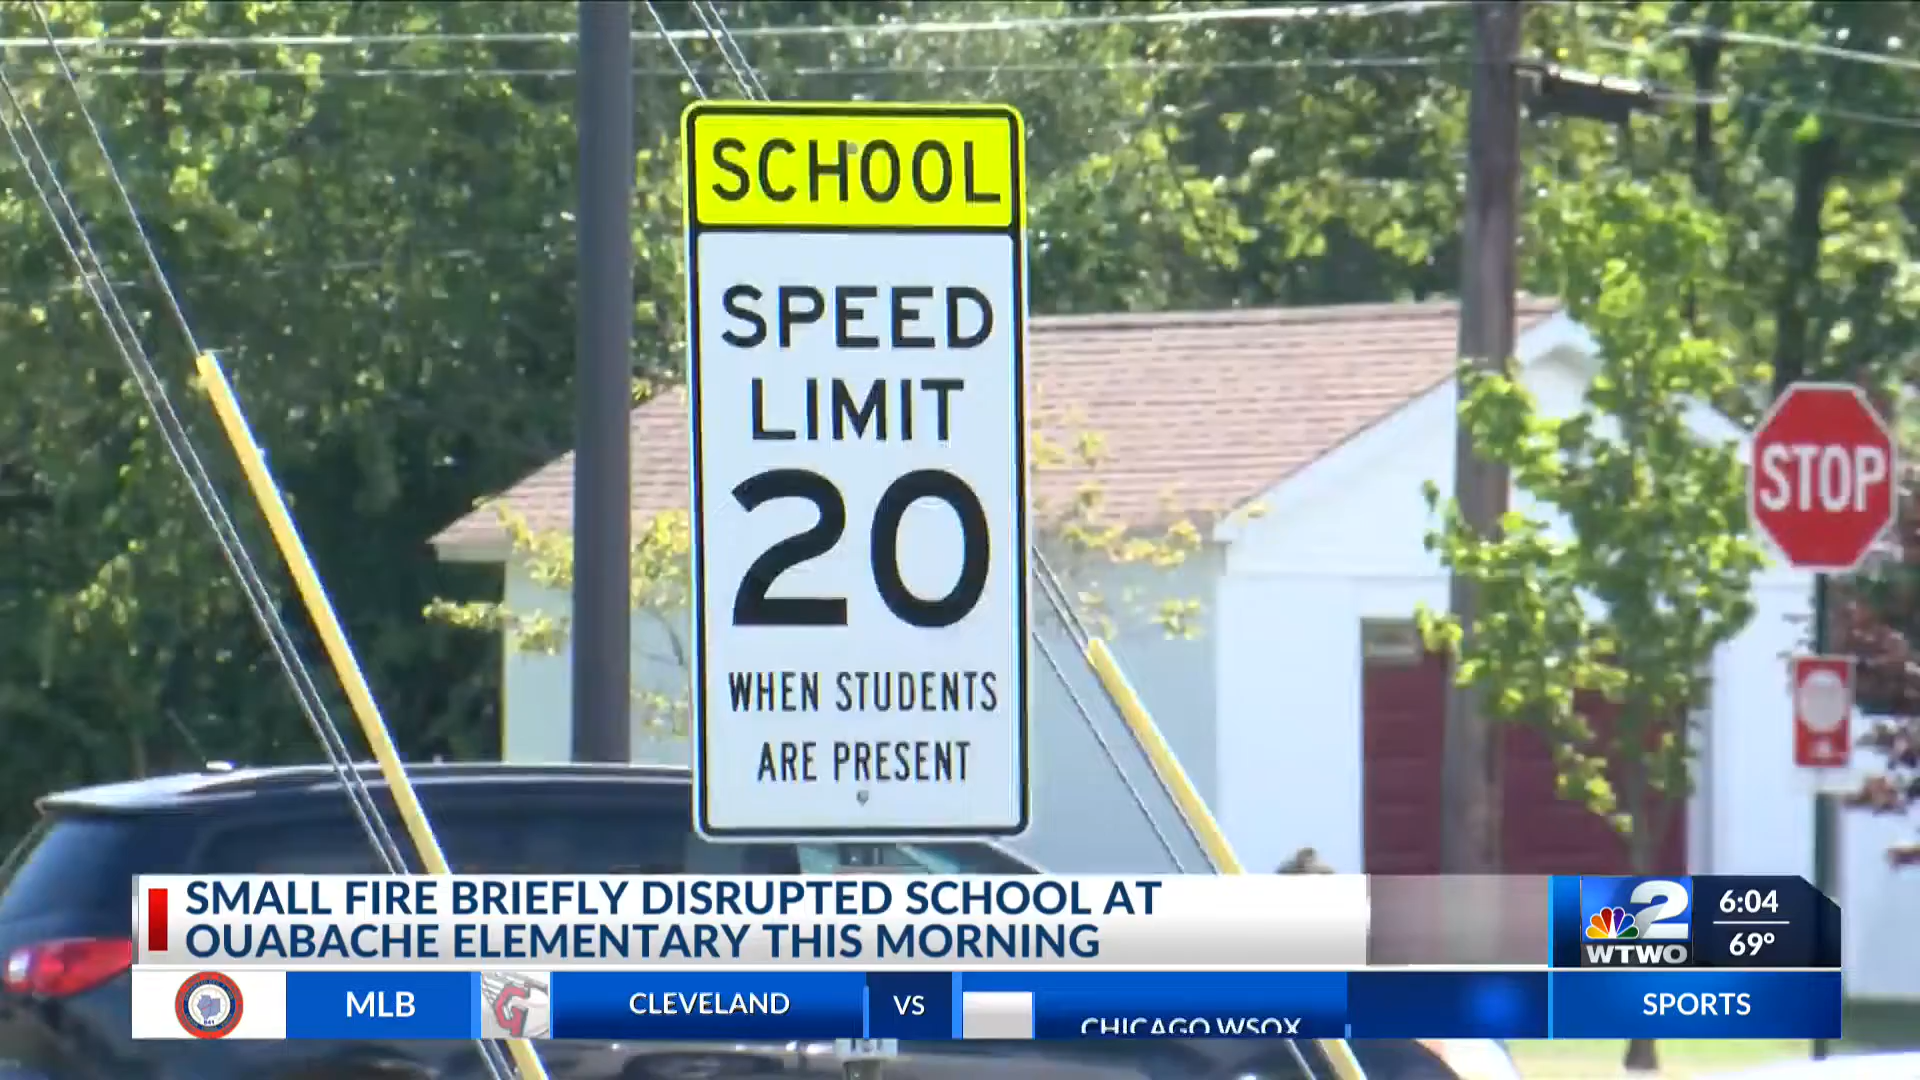 SCHOOL
SPEED
LIMIT
20
WHEN STUDENTS
ARE PRESENT
STOP
SMALL FIRE BRIEFLY DISRUPTED SCHOOL AT
OUABACHE ELEMENTARY THIS MORNING
2
WTWO
6:04
69°
MLB
CLEVELAND
VS
CHICAGO WSOX
SPORTS